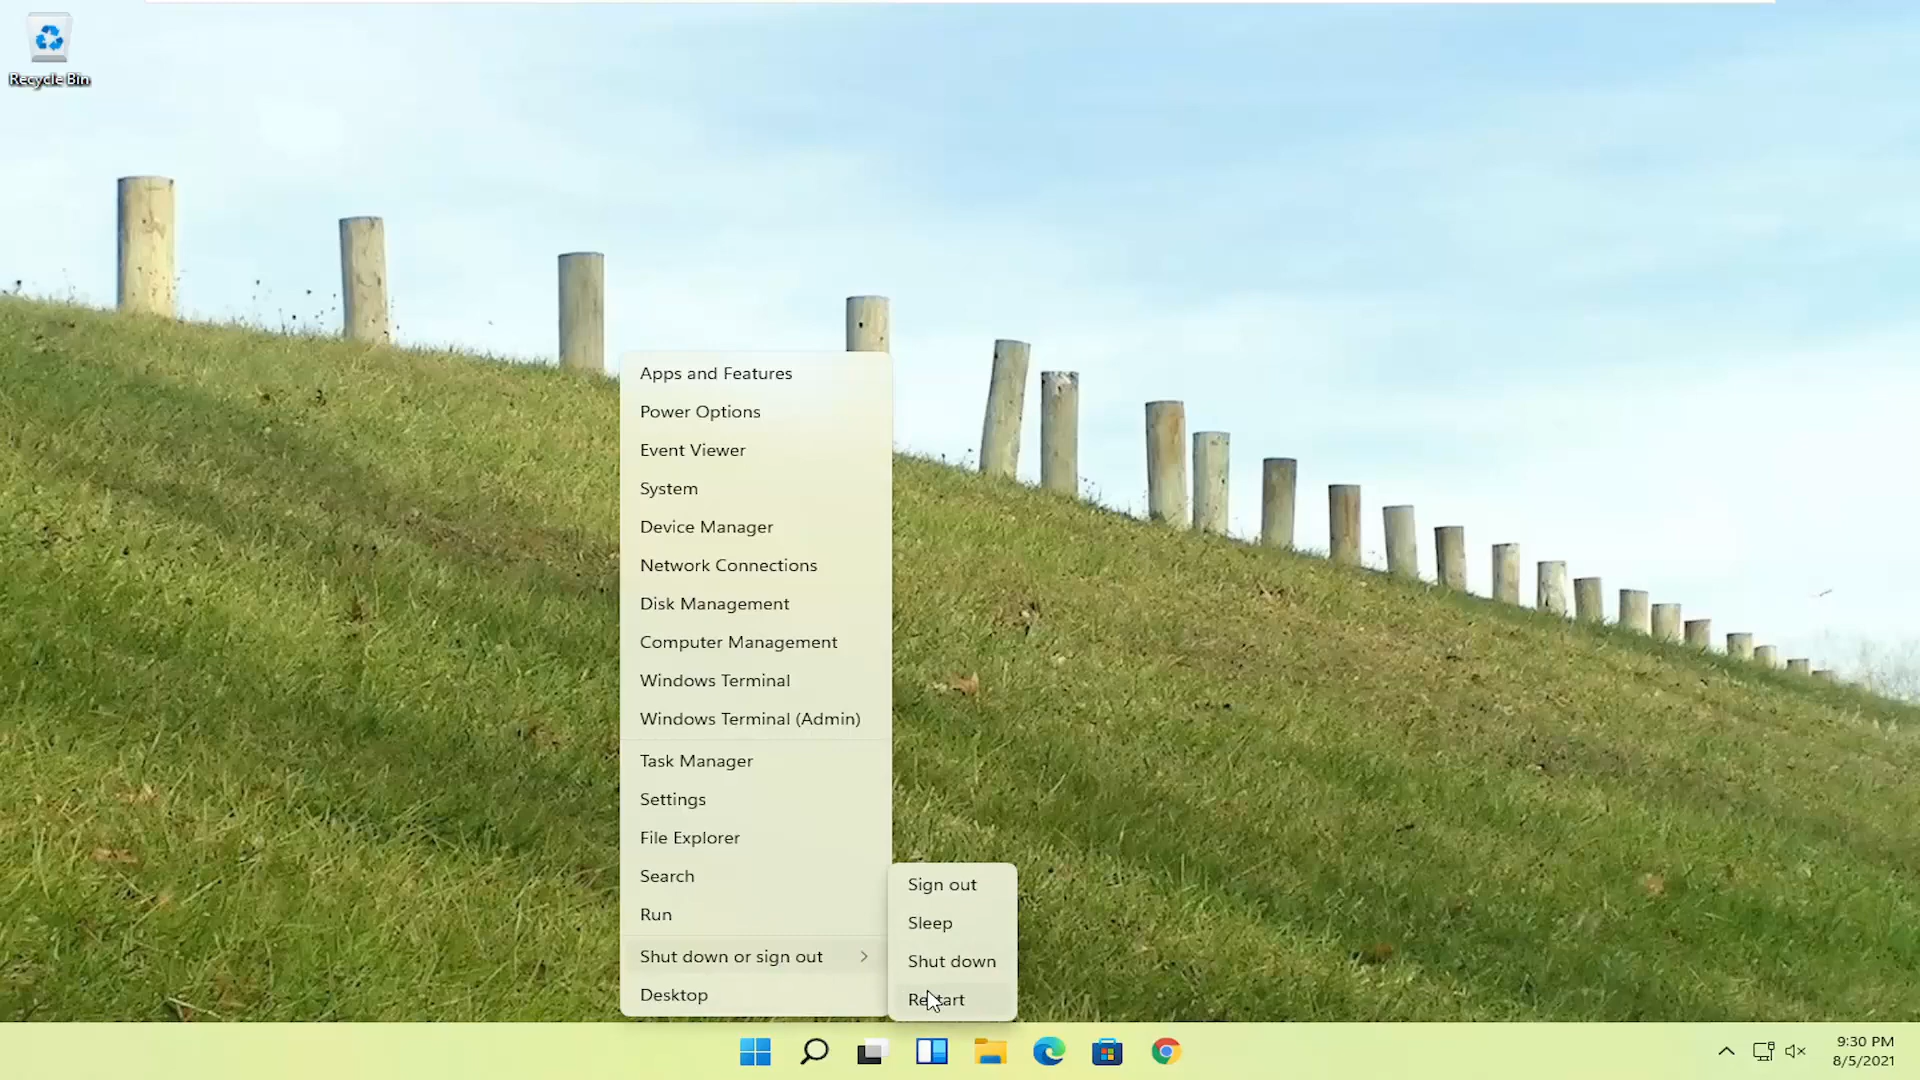 Recycle Bin
Apps and Features
Power Options
Event Viewer
System
Device Manager
Network Connections
Disk Management
Computer Management
Windows Terminal
Windows Terminal (Admin)
Task Manager
Settings
File Explorer
Search
Run
Shut down or sign out
Desktop
Sign out
Sleep
Shut down
Restart
9:30 PM
8/5/2021